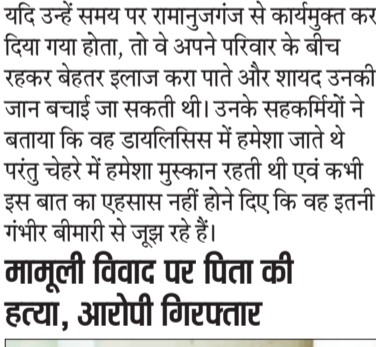 यदि उन्हें समय पर रामानुजगंज से कार्यमुक्त कर
दिया गया होता, तो वे अपने परिवार के बीच
रहकर बेहतर इलाज करा पाते और शायद उनकी
जान बचाई जा सकती थी। उनके सहकर्मियों ने
बताया कि वह डायलिसिस में हमेशा जाते थे
परंतु चेहरे में हमेशा मुस्कान रहती थी एवं कभी
इस बात का एहसास नहीं होने दिए कि वह इतनी
गंभीर बीमारी से जूझ रहे हैं।
मामूली विवाद पर पिता की
हत्या, आरोपी गिरफ्तार